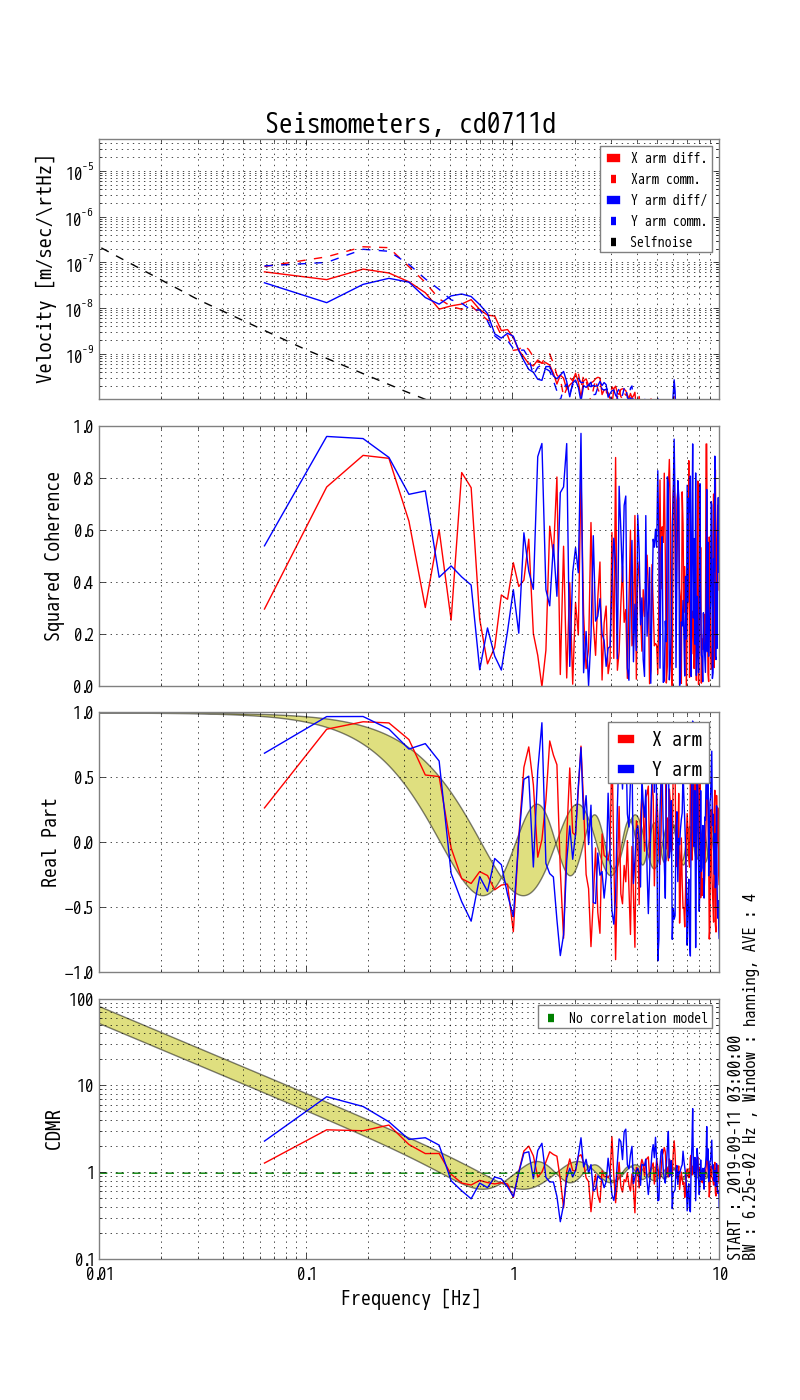 Seismometers, cd0711d
Velocity [m/sec/\rtHz]
10^-5
10^-6
10^-7
10^-8
10^-9
X arm diff.
Xarm comm.
Y arm diff/
Y arm comm.
Selfnoise
Squared Coherence
1.0
0.8
0.6
0.4
0.2
0.0
Real Part
1.0
0.5
0.0
−0.5
−1.0
X arm
Y arm
CDMR
100
10
1
0.1
No correlation model
0.01
0.1
1
10
Frequency [Hz]
START : 2019-09-11 03:00:00
BW : 6.25e-02 Hz , Window : hanning, AVE : 4